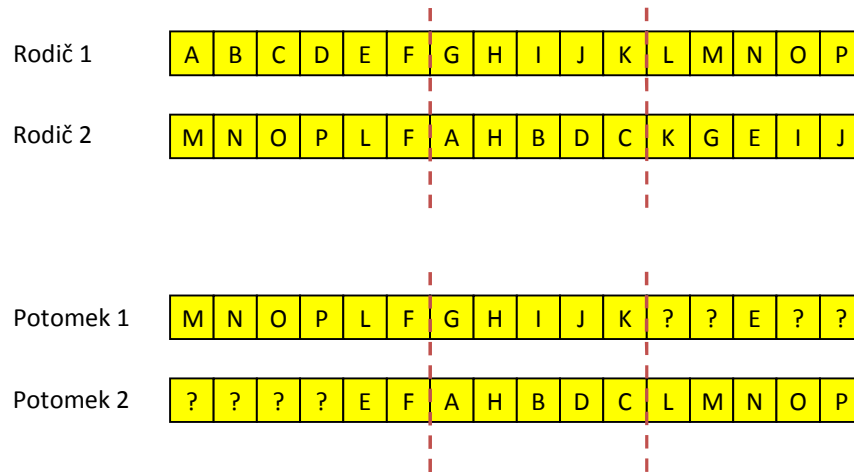 Rodič 1 A B C D E F G H I J K L M N O P
Rodič 2 M N O P L F A H B D C K G E I J
Potomek 1 M N O P L F G H I J K ? ? E ? ?
Potomek 2 ? ? ? ? E F A H B D C L M N O P